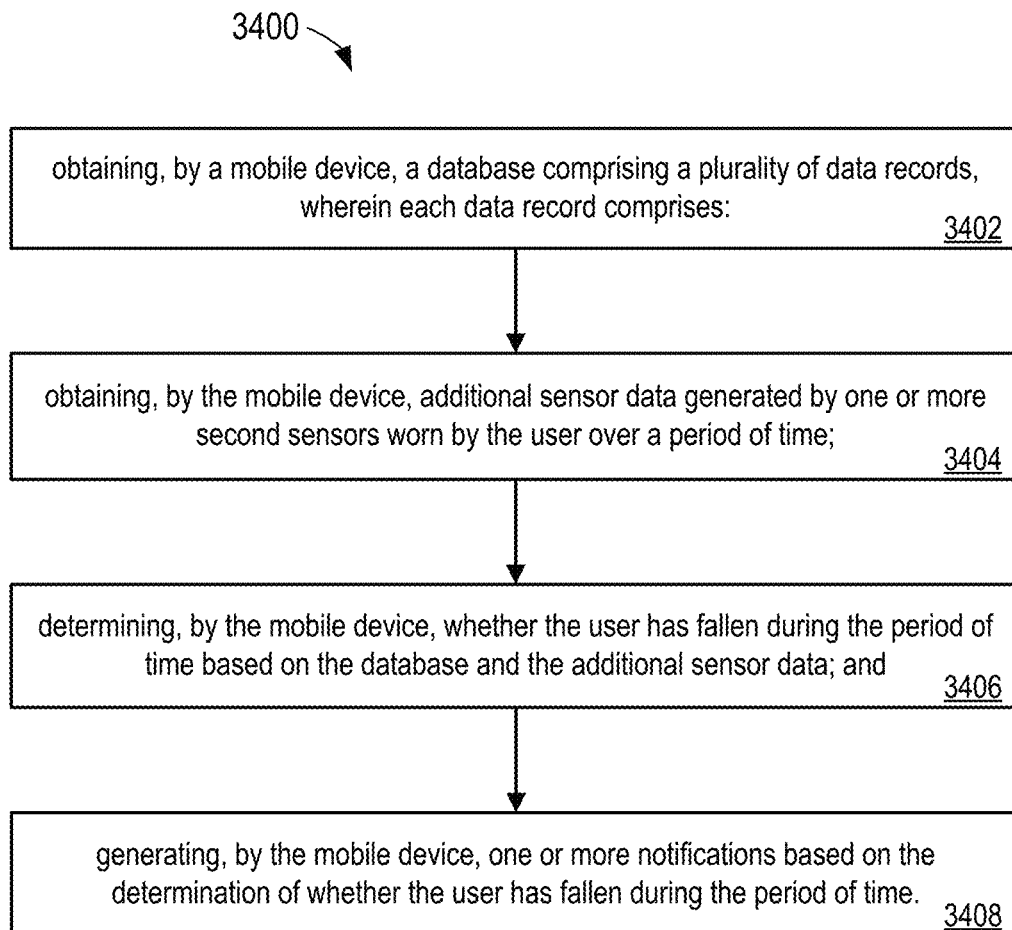 3400
obtaining, by a mobile device, a database comprising a plurality of data records,
wherein each data record comprises:
3402
obtaining, by the mobile device, additional sensor data generated by one or more
second sensors worn by the user over a period of time;
3404
determining, by the mobile device, whether the user has fallen during the period of
time based on the database and the additional sensor data; and
3406
generating, by the mobile device, one or more notifications based on the
determination of whether the user has fallen during the period of time.
3408